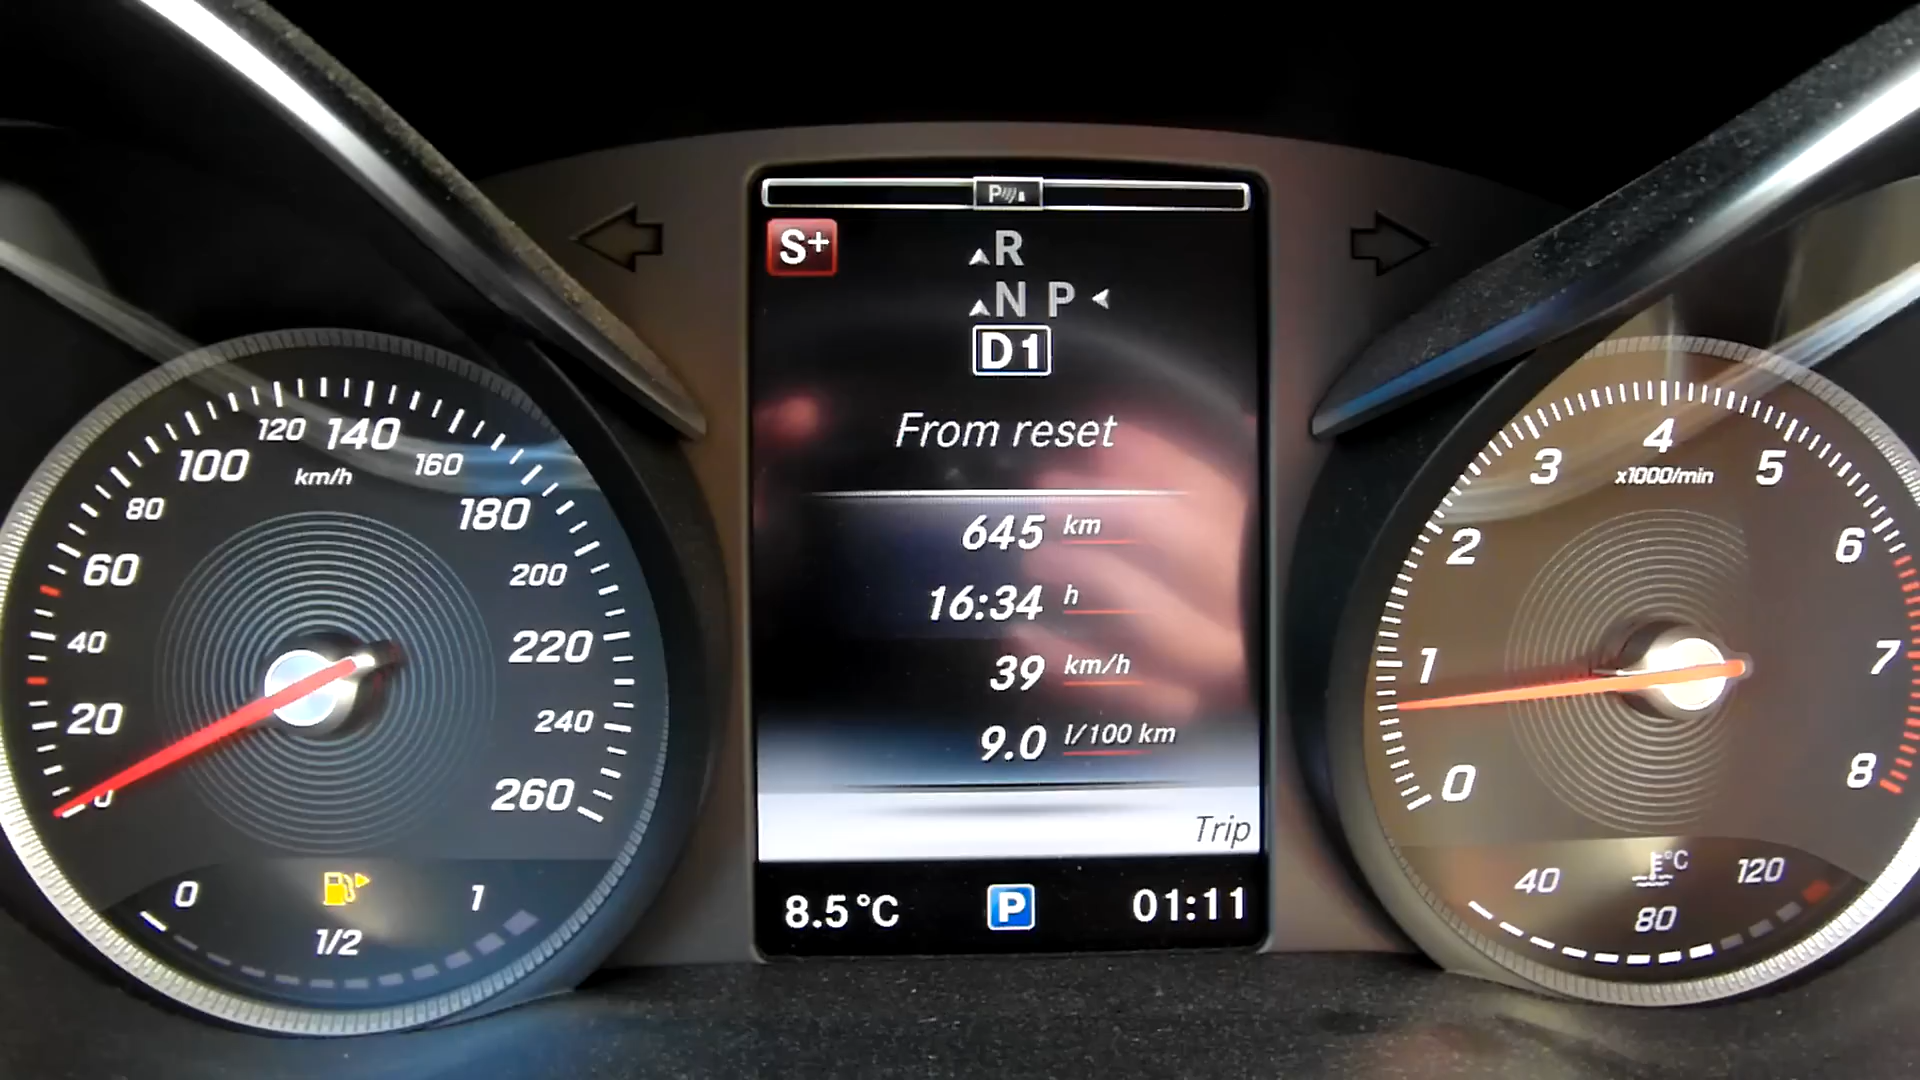 P
S+
R
N P
D1
From reset
645 km
16:34 h
39 km/h
9.0 l/100 km
Trip
8.5 °C P 01:11
0 20 40 60 80 100 120 140 160 180 200 220 240 260
km/h
0 1/2 1
0 1 2 3 4 5 6 7 8
x1000/min
40 80 120
°C